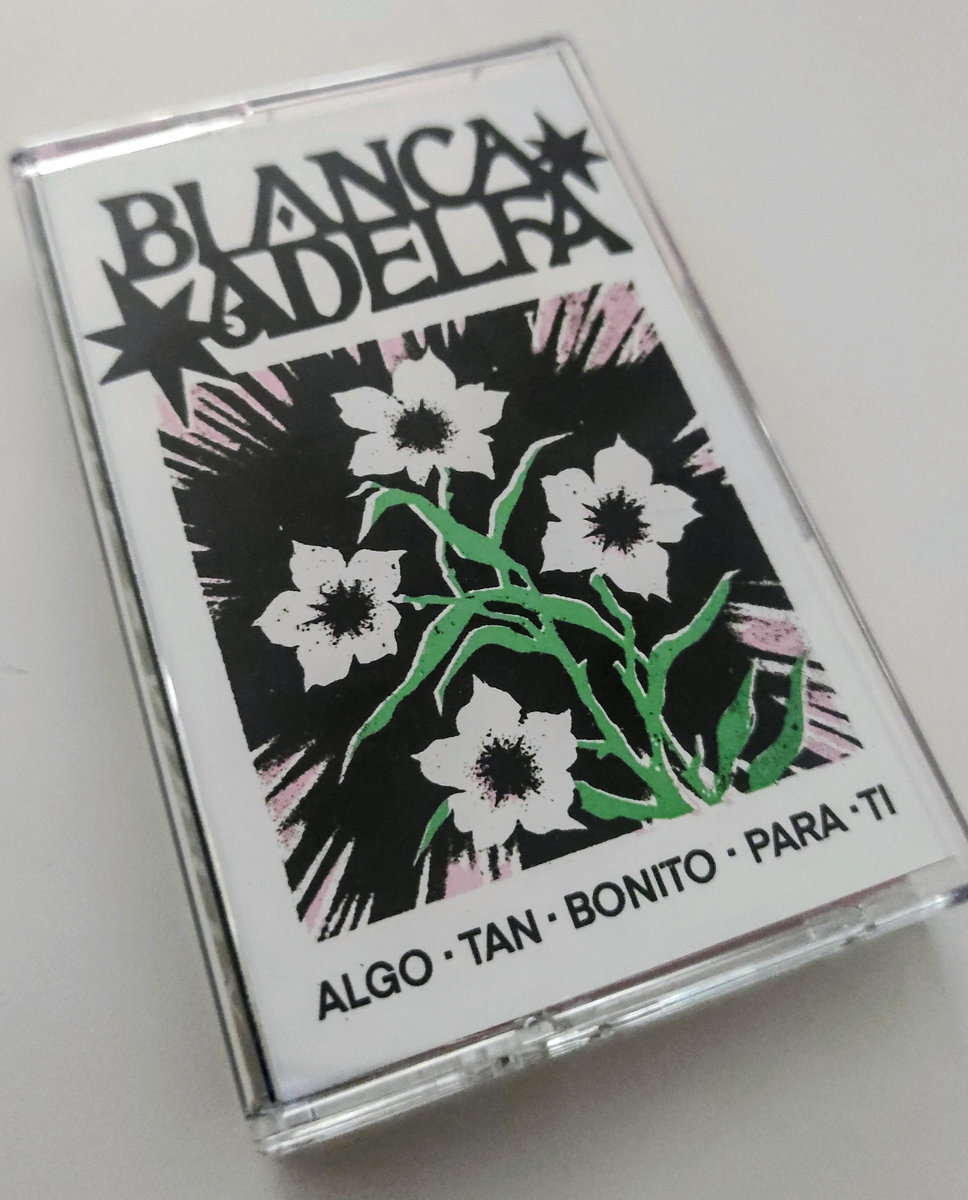 BLANCA
ADELFA
ALGO · TAN · BONITO · PARA · TI